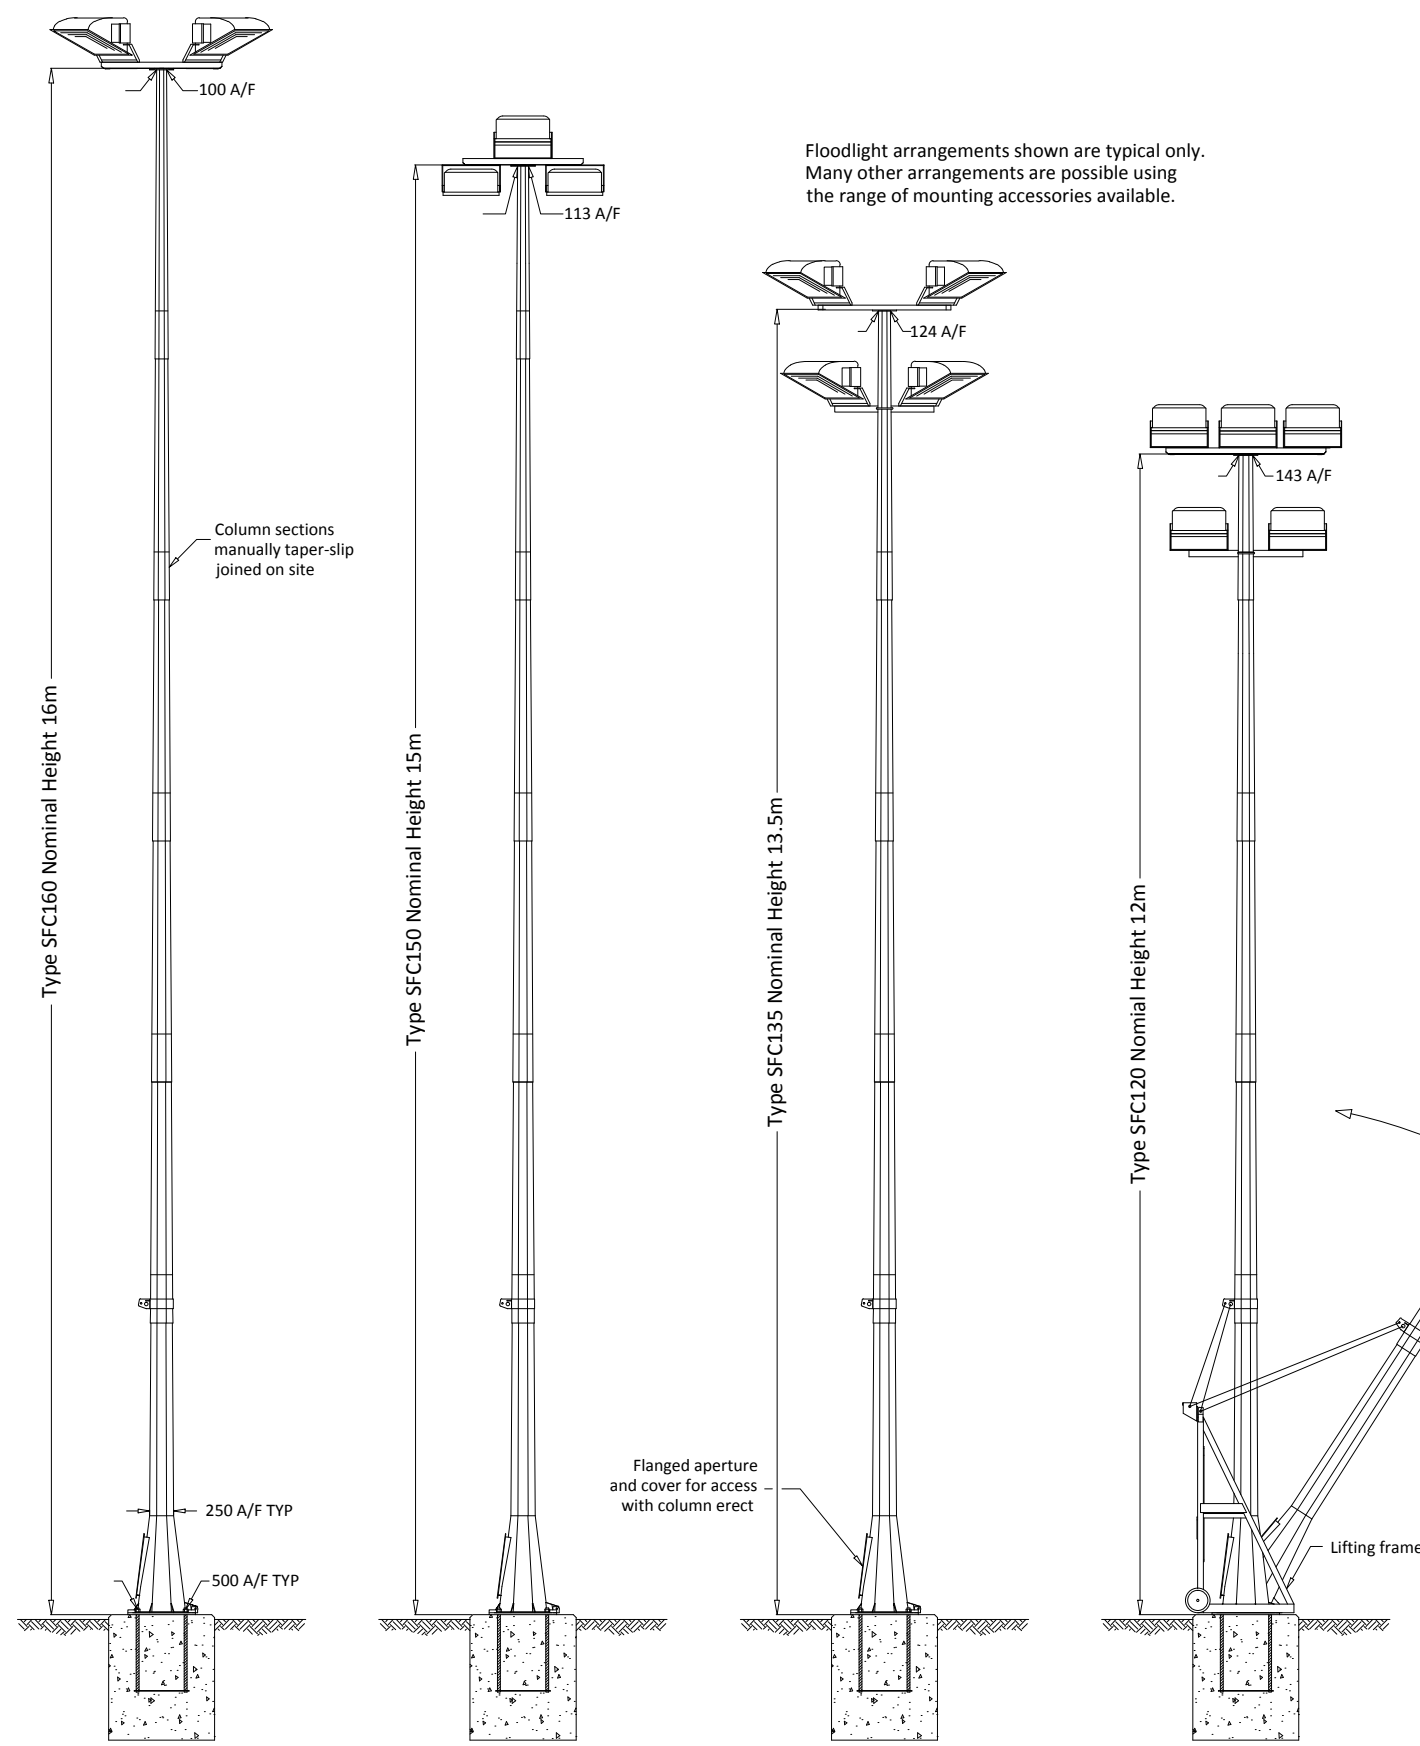 100 A/F
113 A/F
Floodlight arrangements shown are typical only.
Many other arrangements are possible using
the range of mounting accessories available.
124 A/F
143 A/F
Column sections
manually taper-slip
joined on site
Type SFC160 Nominal Height 16m
Type SFC150 Nominal Height 15m
Type SFC135 Nominal Height 13.5m
Type SFC120 Nomial Height 12m
Flanged aperture
and cover for access
with column erect
250 A/F TYP
Lifting frame
500 A/F TYP